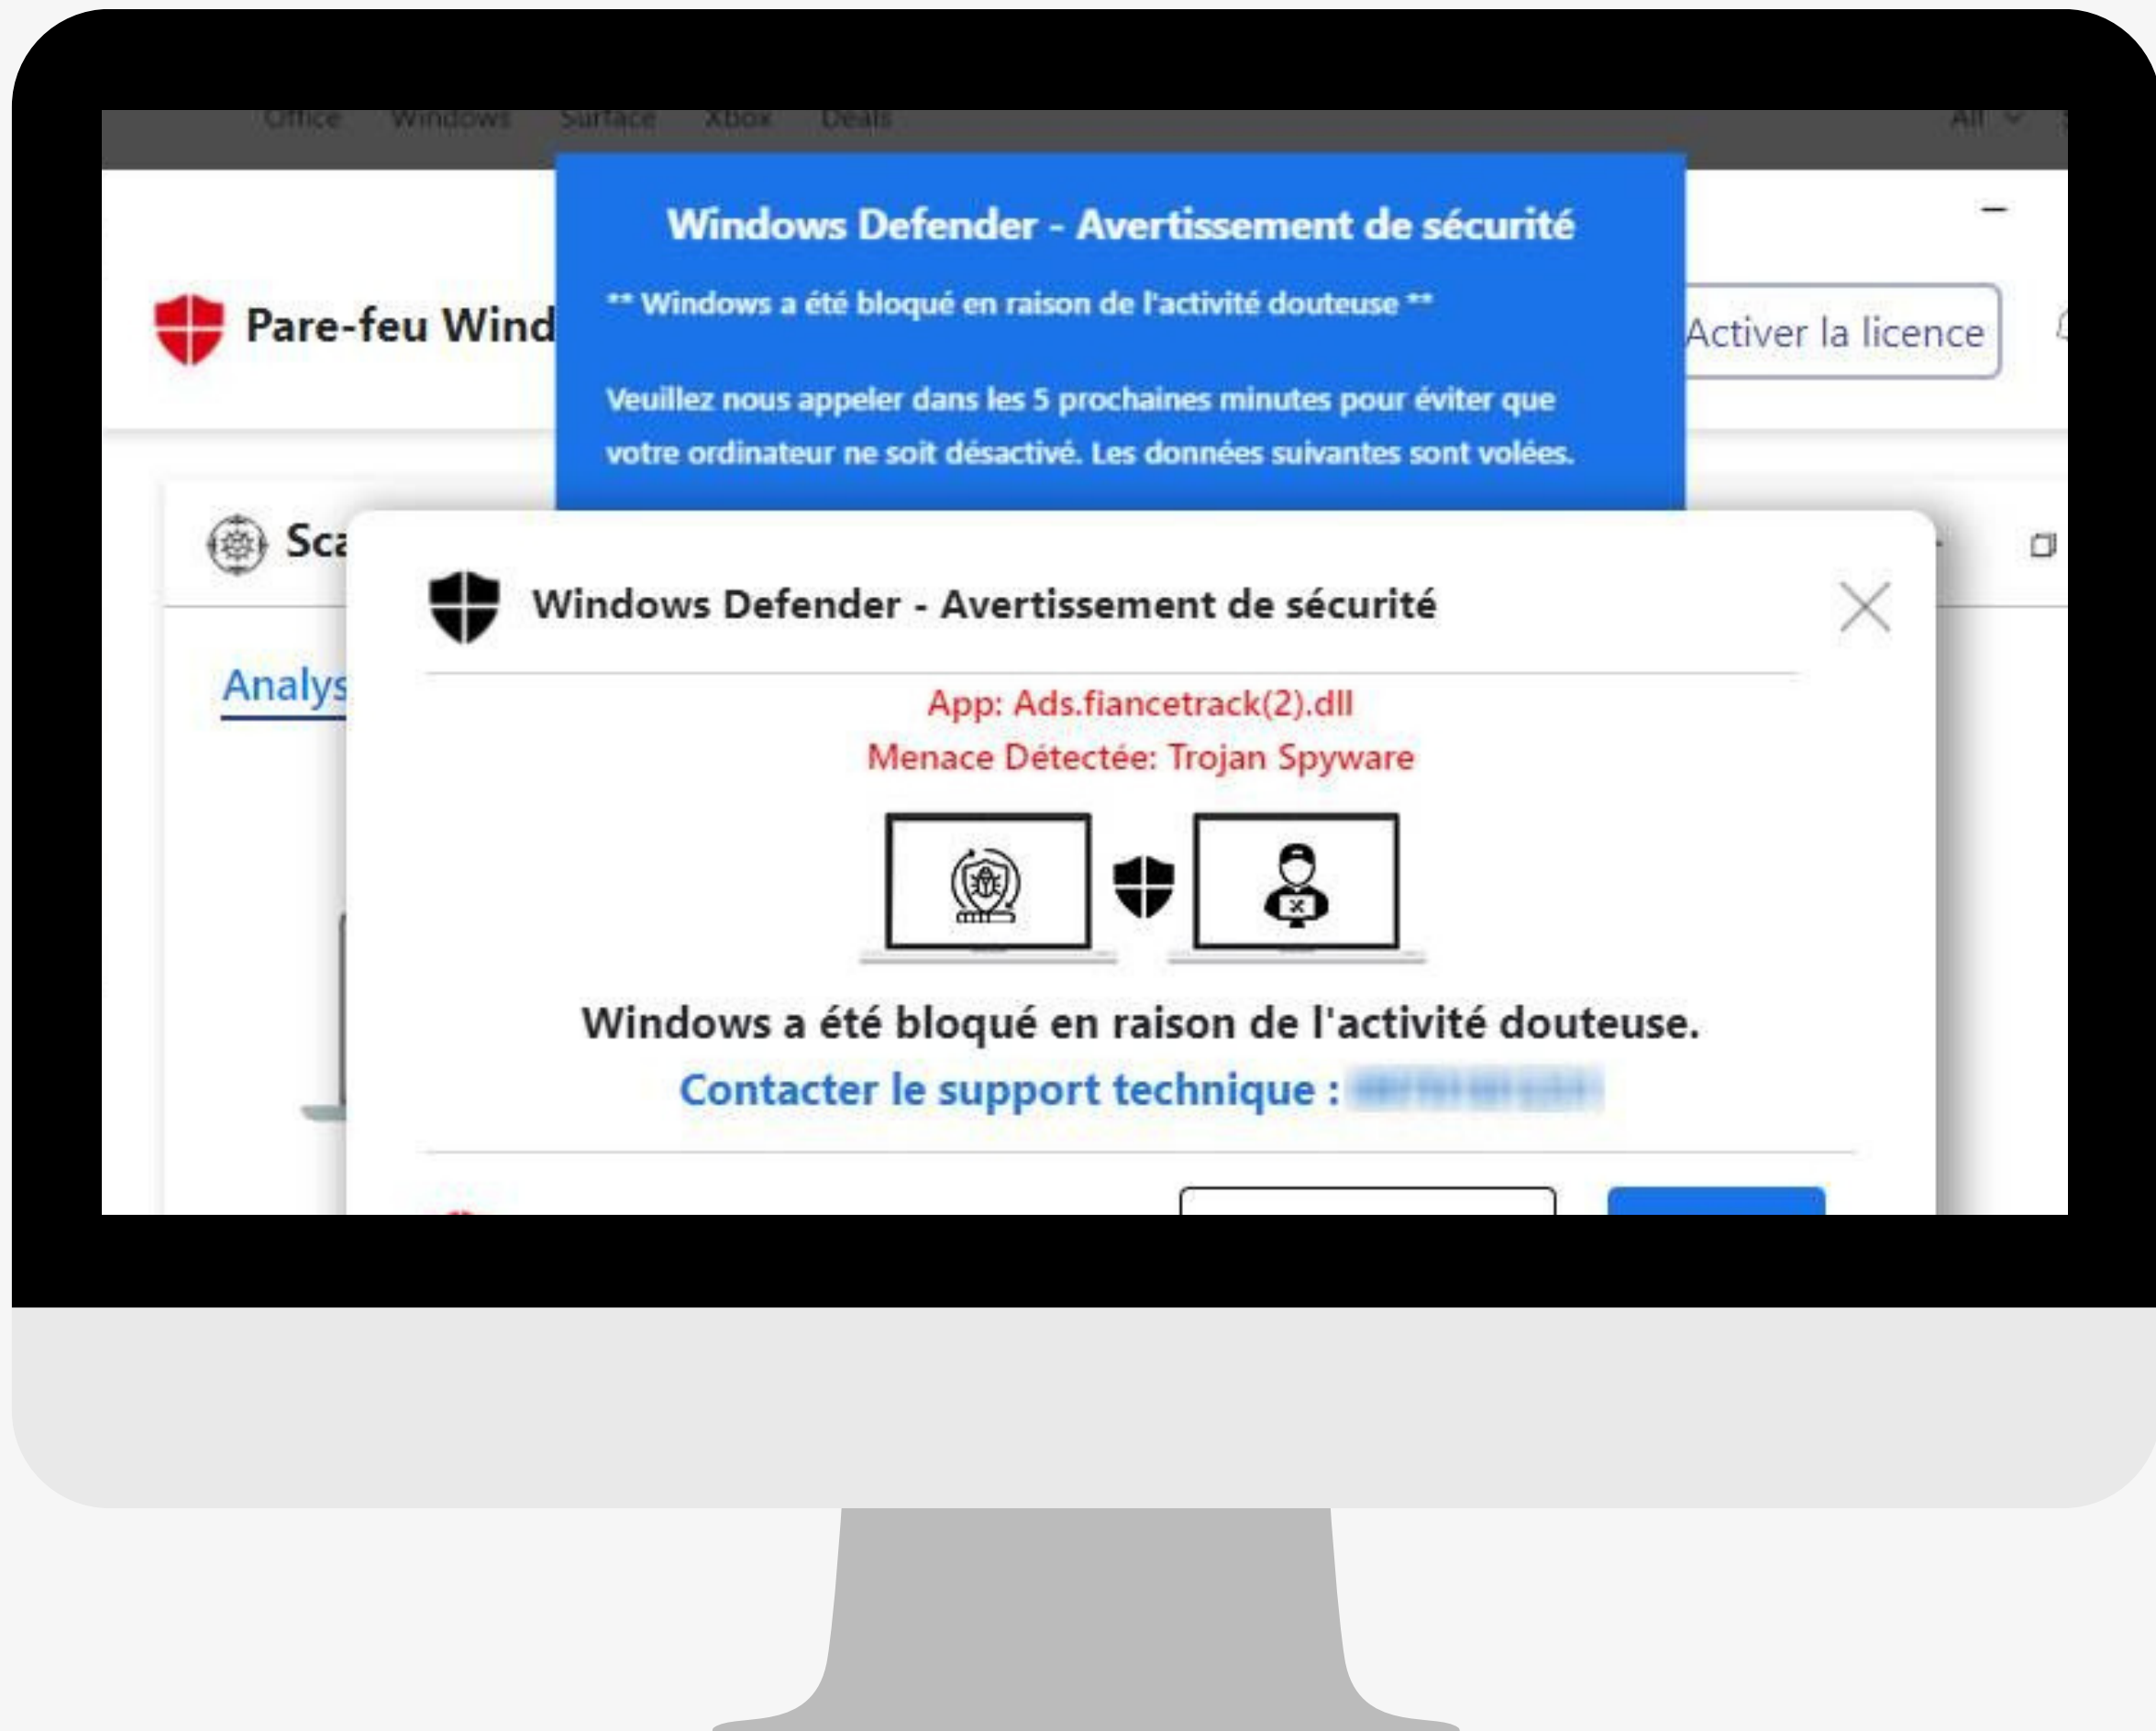 Office Windows Surface Xbox Deals All
Windows Defender - Avertissement de sécurité
** Windows a été bloqué en raison de l'activité douteuse **
Pare-feu Wind
Activer la licence
Veuillez nous appeler dans les 5 prochaines minutes pour éviter que
votre ordinateur ne soit désactivé. Les données suivantes sont volées.
Sca
Windows Defender - Avertissement de sécurité
Analys
App: Ads.fiancetrack(2).dll
Menace Détectée: Trojan Spyware
Windows a été bloqué en raison de l'activité douteuse.
Contacter le support technique :